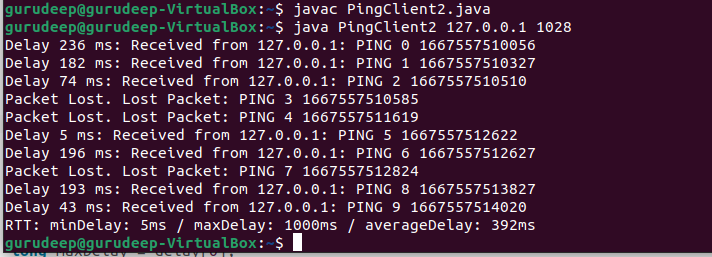 gurudeep@gurudeep-VirtualBox:~$ javac PingClient2.java
gurudeep@gurudeep-VirtualBox:~$ java PingClient2 127.0.0.1 1028
Delay 236 ms: Received from 127.0.0.1: PING 0 1667557510056
Delay 182 ms: Received from 127.0.0.1: PING 1 1667557510327
Delay 74 ms: Received from 127.0.0.1: PING 2 1667557510510
Packet Lost. Lost Packet: PING 3 1667557510585
Packet Lost. Lost Packet: PING 4 1667557511619
Delay 5 ms: Received from 127.0.0.1: PING 5 1667557512622
Delay 196 ms: Received from 127.0.0.1: PING 6 1667557512627
Packet Lost. Lost Packet: PING 7 1667557512824
Delay 193 ms: Received from 127.0.0.1: PING 8 1667557513827
Delay 43 ms: Received from 127.0.0.1: PING 9 1667557514020
RTT: minDelay: 5ms / maxDelay: 1000ms / averageDelay: 392ms
gurudeep@gurudeep-VirtualBox:~$